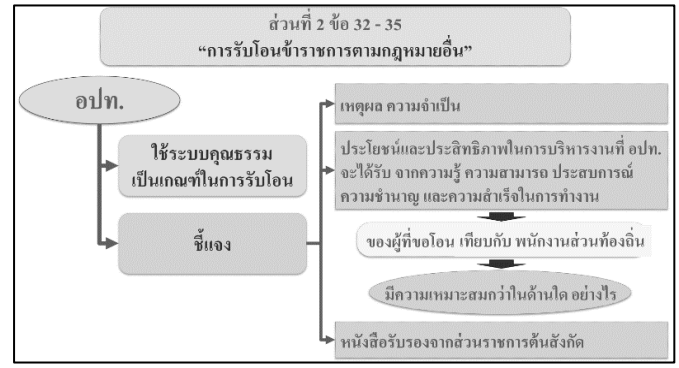 ส่วนที่ 2 ข้อ 32 - 35
“การรับโอนข้าราชการตามกฎหมายอื่น”
อปท.
ใช้ระบบคุณธรรม
เป็นเกณฑ์ในการรับโอน
ชี้แจง
เหตุผล ความจำเป็น
ประโยชน์และประสิทธิภาพในการบริหารงานที่ อปท.
จะได้รับ จากความรู้ ความสามารถ ประสบการณ์
ความชำนาญ และความสำเร็จในการทำงาน
ของผู้ที่ขอโอน เทียบกับ พนักงานส่วนท้องถิ่น
มีความเหมาะสมกว่าในด้านใด อย่างไร
หนังสือรับรองจากส่วนราชการต้นสังกัด